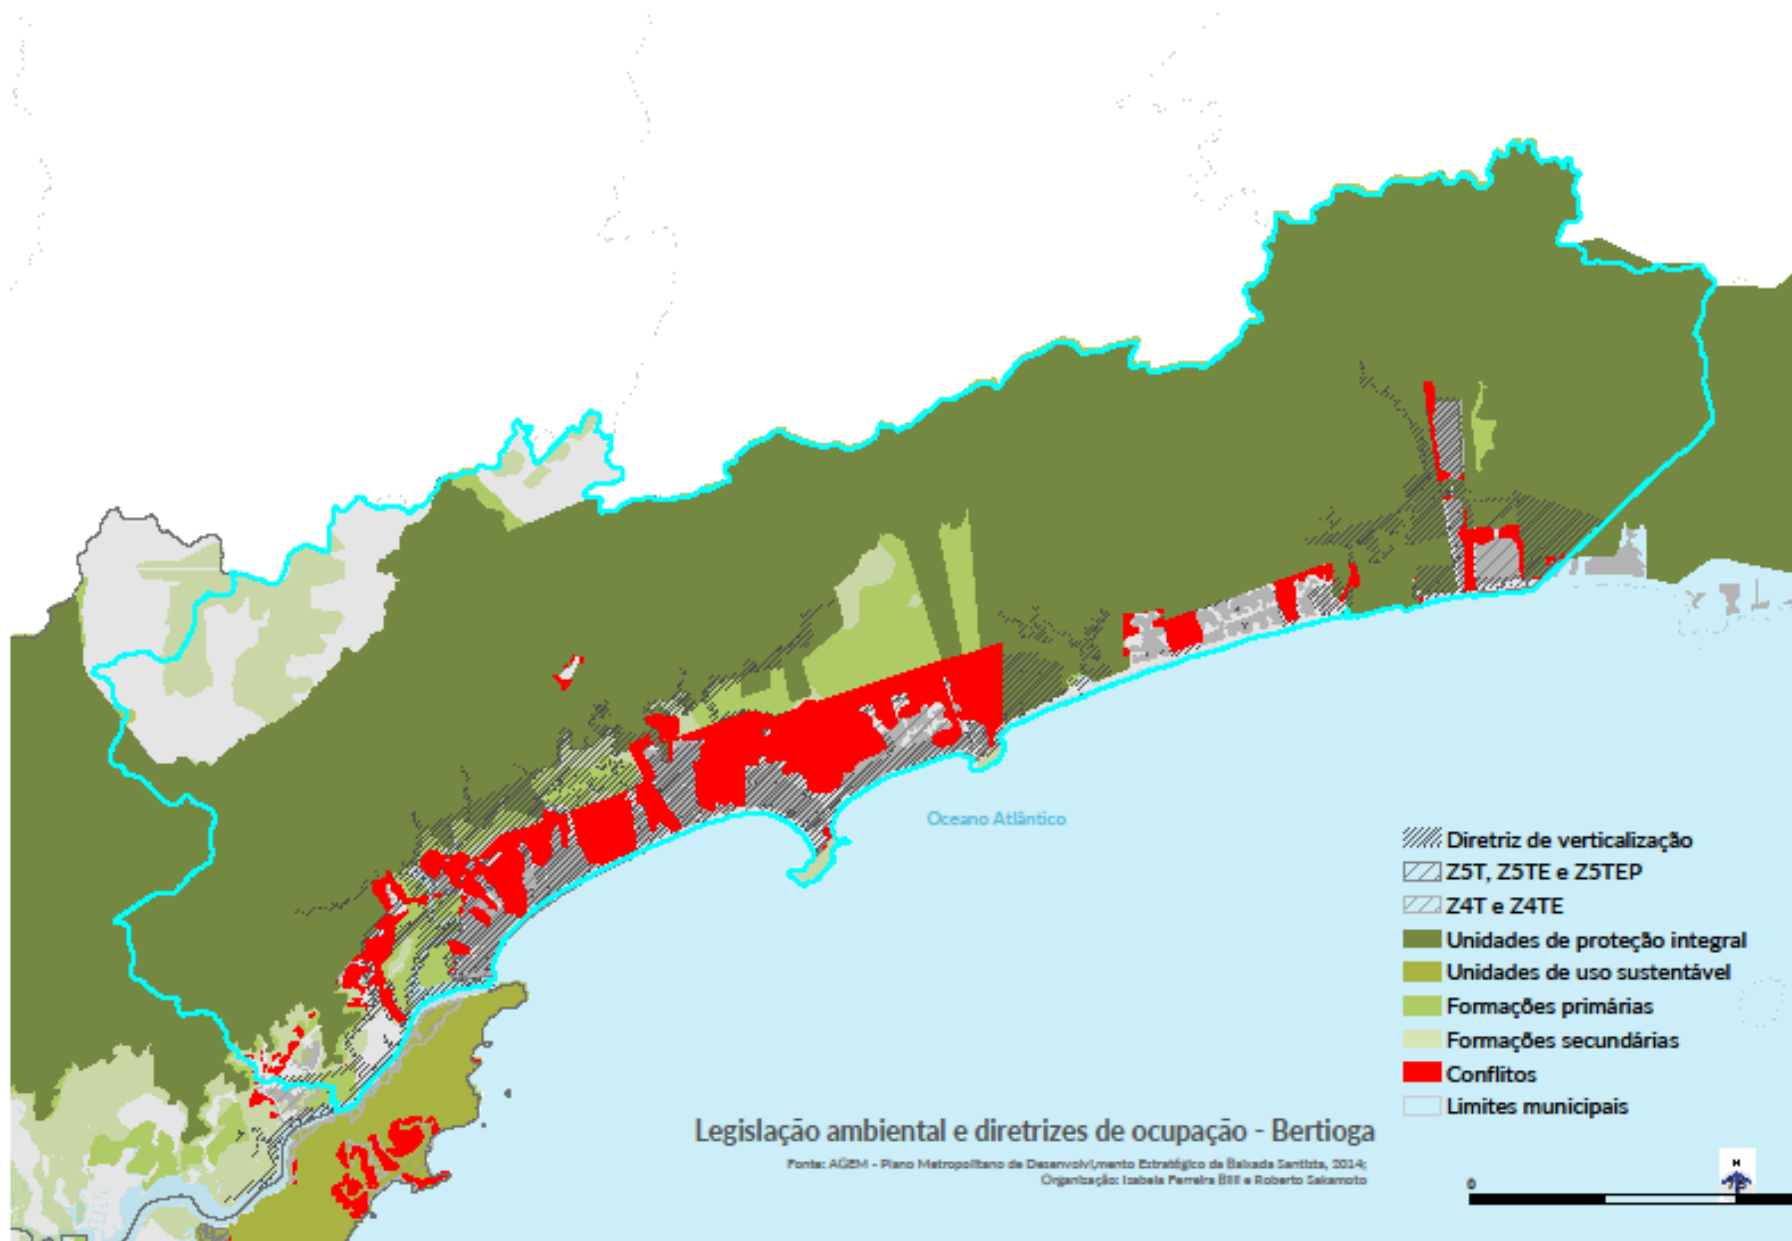 Oceano Atlântico
Diretriz de verticalização
Z5T, Z5TE e Z5TEP
Z4T e Z4TE
Unidades de proteção integral
Unidades de uso sustentável
Formações primárias
Formações secundárias
Conflitos
Limites municipais
Legislação ambiental e diretrizes de ocupação - Bertioga
Fonte: AGEM - Plano Metropolitano de Desenvolvimento Estratégico da Baixada Santista, 2014;
Organização: Isabela Ferreira Billi e Roberto Sakamoto
N
0